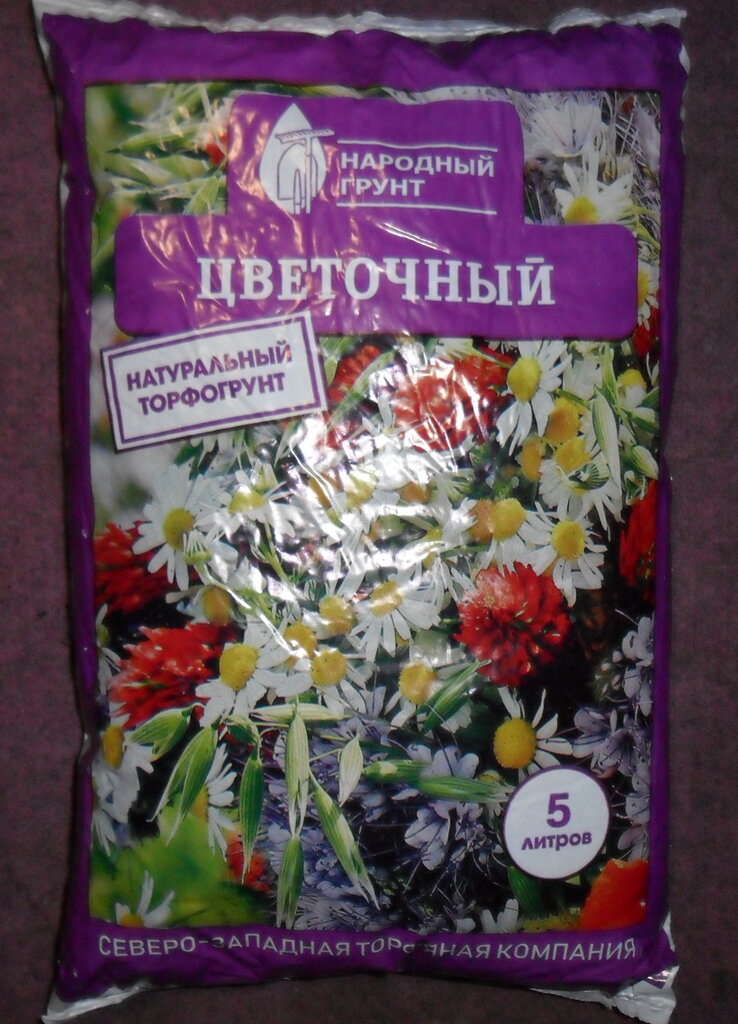 НАРОДНЫЙ
ГРУНТ
ЦВЕТОЧНЫЙ
НАТУРАЛЬНЫЙ
ТОРФОГРУНТ
5
ЛИТРОВ
СЕВЕРО-ЗАПАДНАЯ ТОРФЯНАЯ КОМПАНИЯ